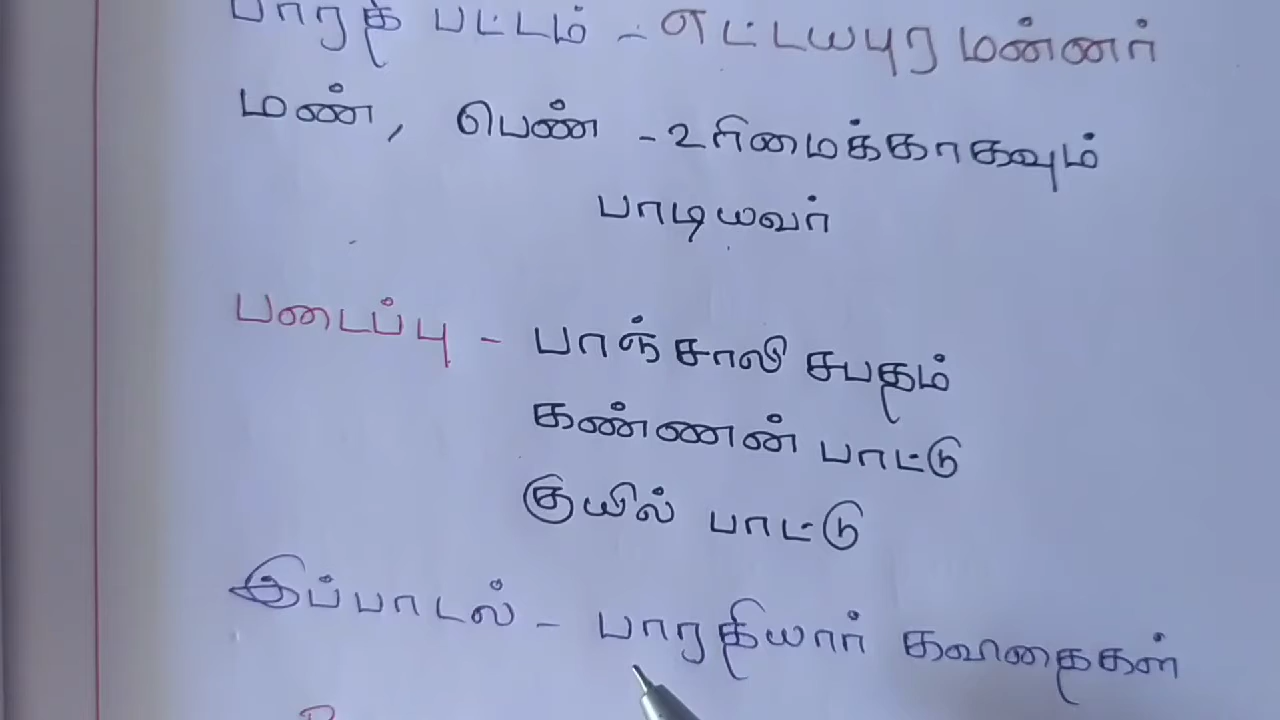 பாரதி பட்டம் - எட்டயபுர மன்னர்
மண், பெண் - உரிமைக்காகவும்
பாடியவர்
படைப்பு - பாஞ்சாலி சபதம்
கண்ணன் பாட்டு
குயில் பாட்டு
இப்பாடல் - பாரதியார் கவிதைகள்